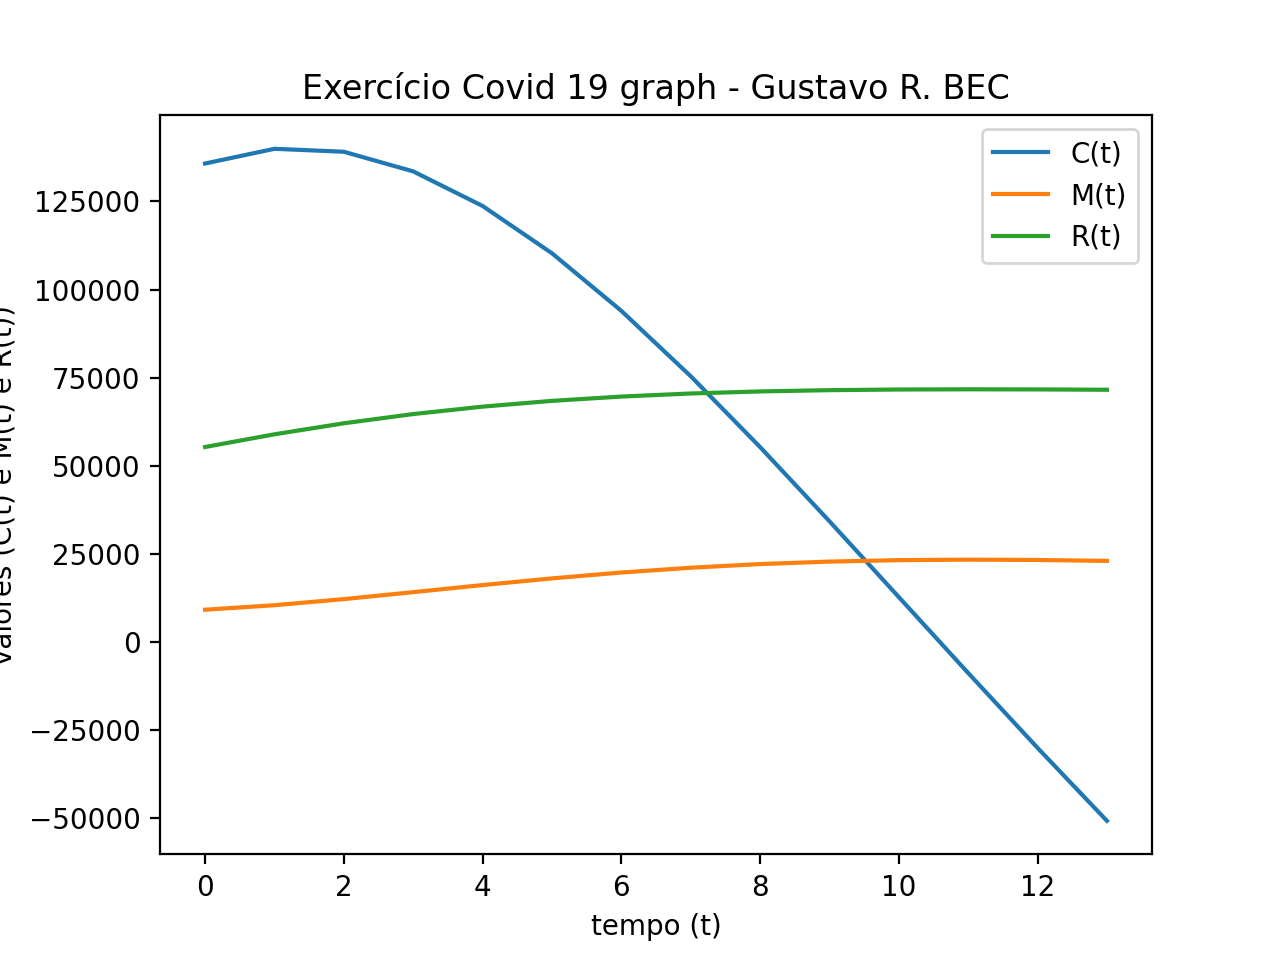 Exercício Covid 19 graph - Gustavo R. BEC
C(t)
M(t)
R(t)
125000
100000
75000
50000
25000
0
−25000
−50000
valores (C(t) e M(t) e R(t))
0 2 4 6 8 10 12
tempo (t)